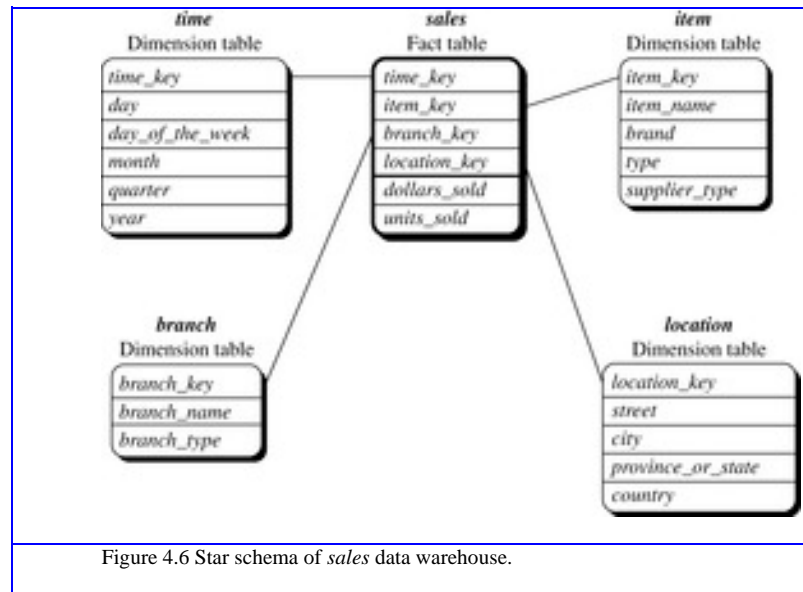 time
Dimension table
time_key
day
day_of_the_week
month
quarter
year
sales
Fact table
time_key
item_key
branch_key
location_key
dollars_sold
units_sold
item
Dimension table
item_key
item_name
brand
type
supplier_type
branch
Dimension table
branch_key
branch_name
branch_type
location
Dimension table
location_key
street
city
province_or_state
country
Figure 4.6 Star schema of sales data warehouse.